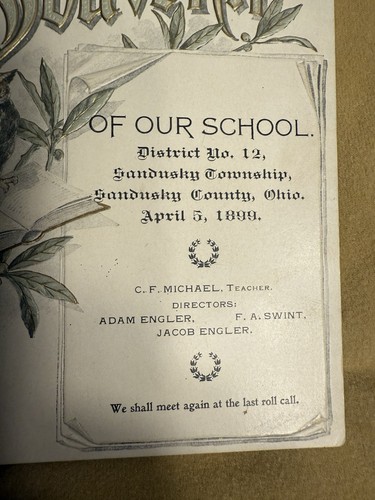 Souvenir
OF OUR SCHOOL.
District No. 12,
Sandusky Township,
Sandusky County, Ohio.
April 5, 1899.
C. F. MICHAEL, TEACHER.
DIRECTORS:
ADAM ENGLER, F. A. SWINT,
JACOB ENGLER.
We shall meet again at the last roll call.